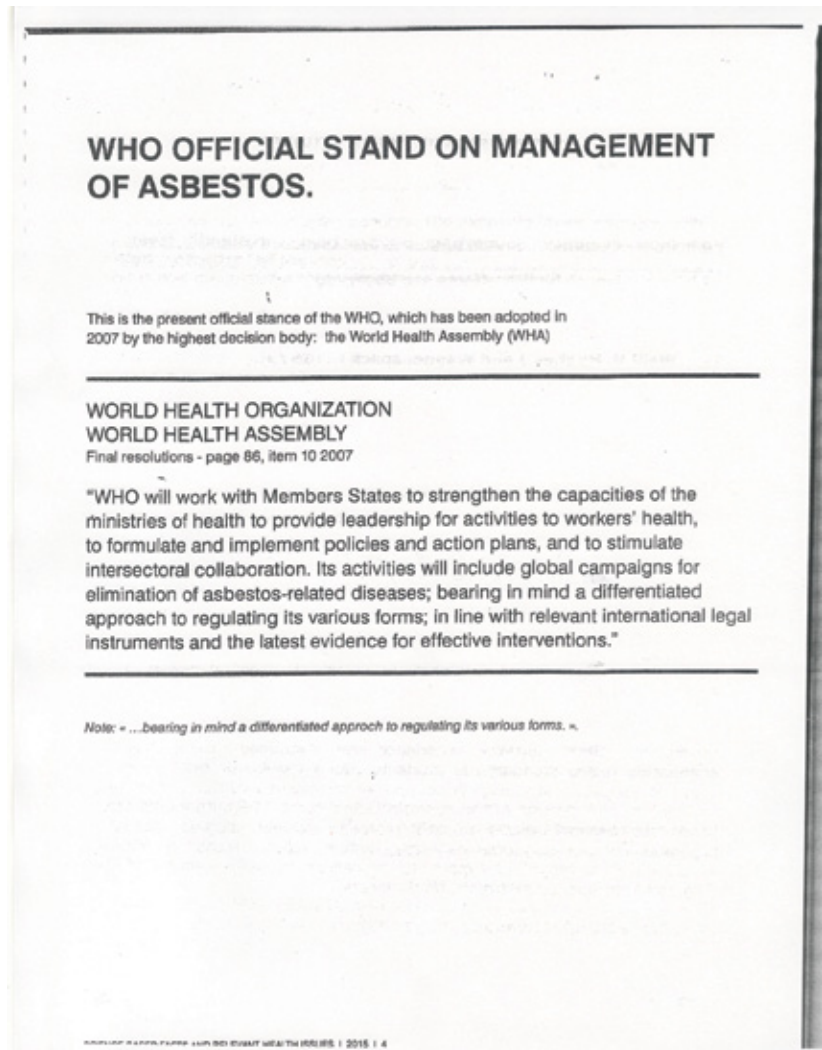 WHO OFFICIAL STAND ON MANAGEMENT
OF ASBESTOS.
This is the present official stance of the WHO, which has been adopted in
2007 by the highest decision body: the World Health Assembly (WHA)
WORLD HEALTH ORGANIZATION
WORLD HEALTH ASSEMBLY
Final resolutions - page 86, item 10 2007
"WHO will work with Members States to strengthen the capacities of the
ministries of health to provide leadership for activities to workers' health,
to formulate and implement policies and action plans, and to stimulate
intersectoral collaboration. Its activities will include global campaigns for
elimination of asbestos-related diseases; bearing in mind a differentiated
approach to regulating its various forms; in line with relevant international legal
instruments and the latest evidence for effective interventions."
Note: « ...bearing in mind a differentiated approch to regulating its various forms. ».
AND RELEVANT HEALTH ISSUES | 2015 | 4